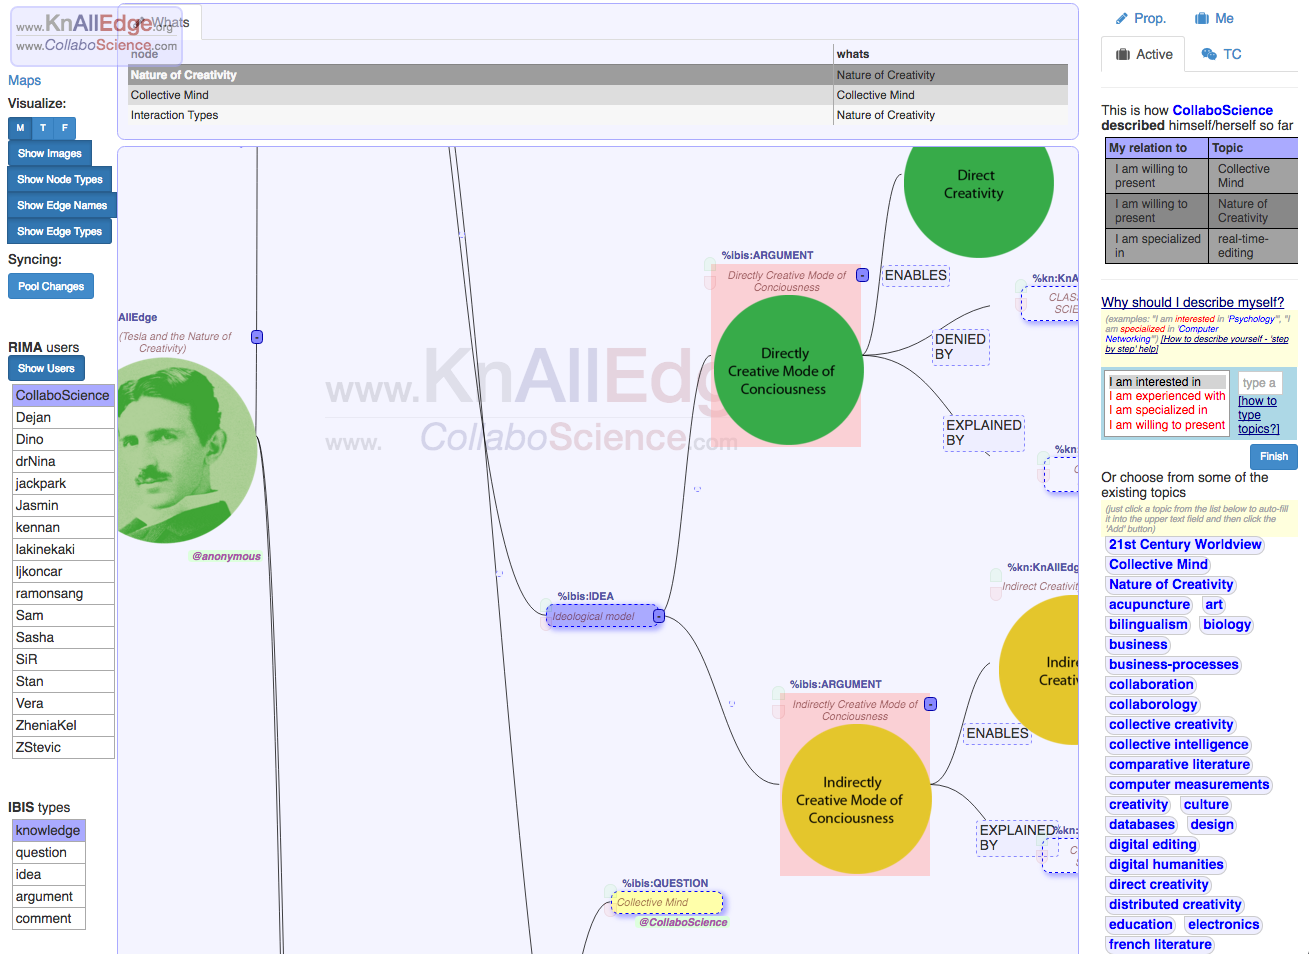 www.KnAllEdge.org
www.CollaboScience.com
Maps
Visualize:
M T F
Show Images
Show Node Types
Show Edge Names
Show Edge Types
Syncing:
Pool Changes
RIMA users
Show Users
CollaboScience
Dejan
Dino
drNina
jackpark
Jasmin
kennan
lakinekaki
ljkoncar
ramonsang
Sam
Sasha
SiR
Stan
Vera
ZheniaKel
ZStevic
IBIS types
knowledge
question
idea
argument
comment
Whats
node whats
Nature of Creativity Nature of Creativity
Collective Mind Collective Mind
Interaction Types Nature of Creativity
AllEdge
(Tesla and the Nature of
Creativity)
@anonymous
www.KnAllEdg
www. CollaboScience.com
Direct
Creativity
%ibis:ARGUMENT
Directly Creative Mode of
Conciousness
Directly
Creative Mode of
Conciousness
ENABLES
DENIED
BY
EXPLAINED
BY
%kn:KnA
CLAS
SCIE
%kn
%ibis:IDEA
Ideological model
%kn:KnAllEdg
Indirect Creativit
Indire
Creativ
%ibis:ARGUMENT
Indirectly Creative Mode of
Conciousness
Indirectly
Creative Mode of
Conciousness
ENABLES
EXPLAINED
BY
%kn:
%ibis:QUESTION
Collective Mind
@CollaboScience
Prop. Me
Active TC
This is how CollaboScience
described himself/herself so far
My relation to Topic
I am willing to
present
Collective
Mind
I am willing to
present
Nature of
Creativity
I am specialized
in
real-time-
editing
Why should I describe myself?
(examples: "I am interested in 'Psychology'", "I
am specialized in 'Computer
Networking'") [How to describe yourself - 'step
by step' help]
I am interested in
I am experienced with
I am specialized in
I am willing to present
type a
[how to
type
topics?]
Finish
Or choose from some of the
existing topics
(just click a topic from the list below to auto-fill
it into the upper text field and then click the
'Add' button)
21st Century Worldview
Collective Mind
Nature of Creativity
acupuncture art
bilingualism biology
business
business-processes
collaboration
collaborology
collective creativity
collective intelligence
comparative literature
computer measurements
creativity culture
databases design
digital editing
digital humanities
direct creativity
distributed creativity
education electronics
french literature